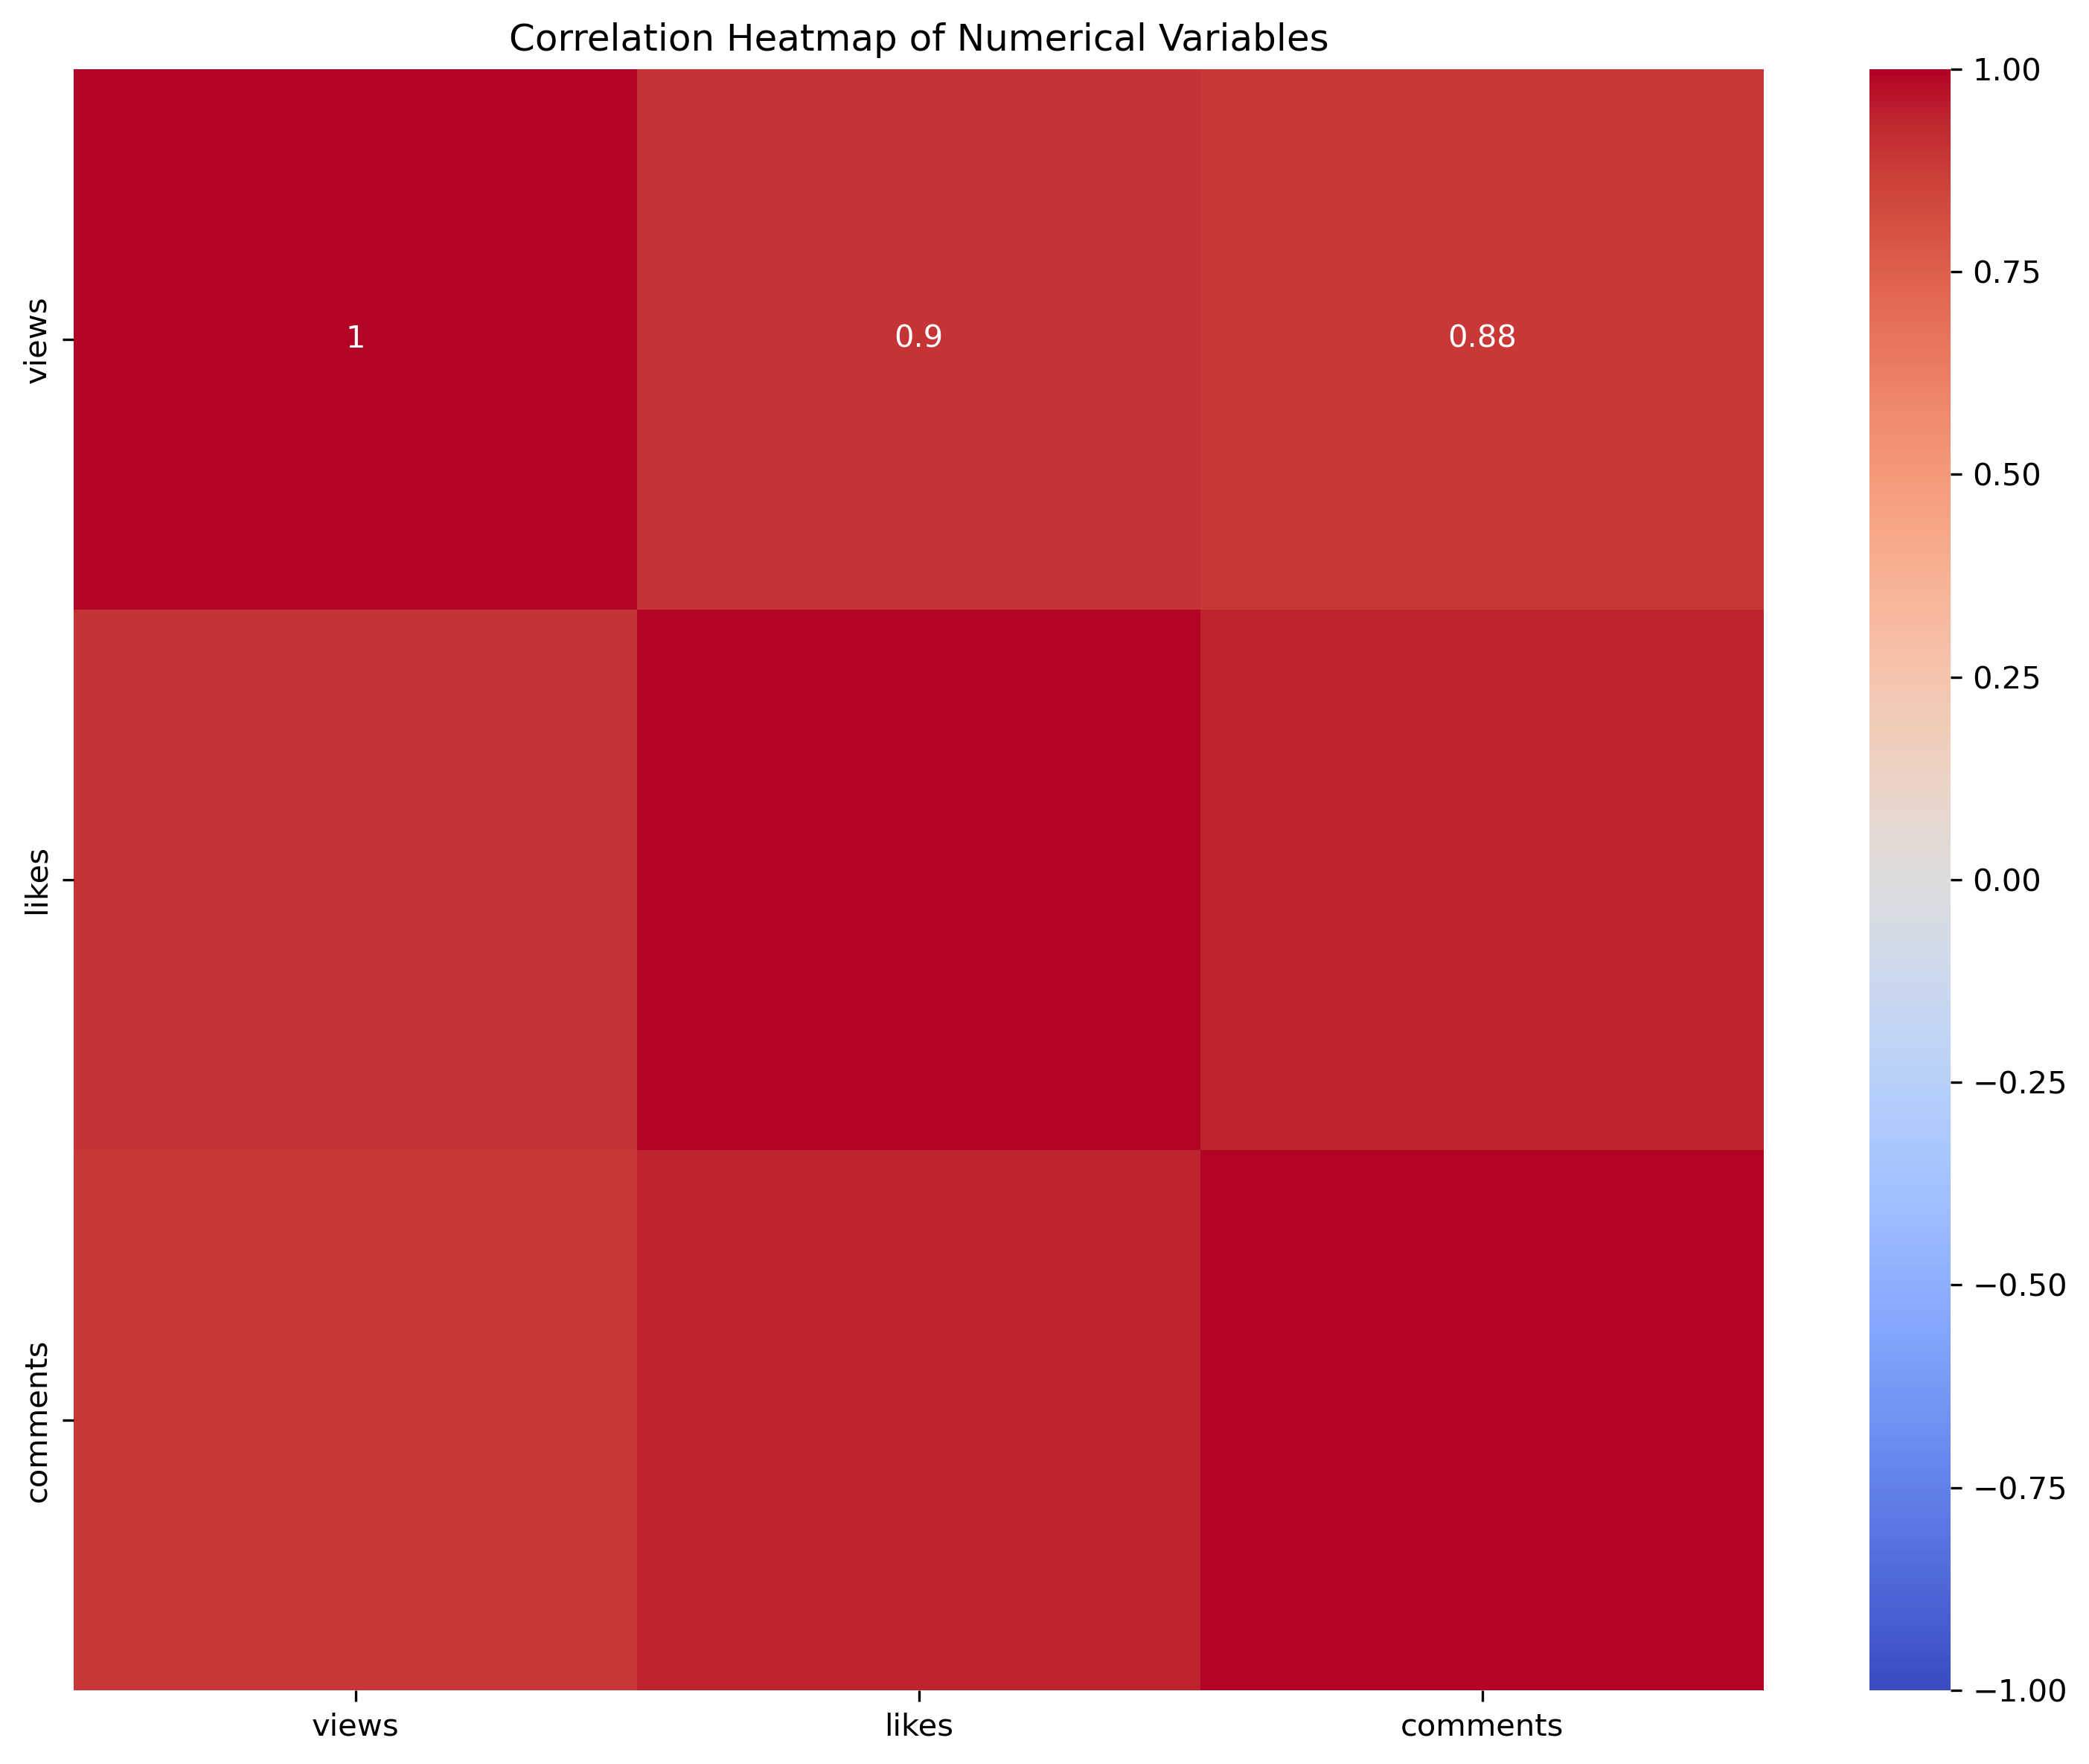 Correlation Heatmap of Numerical Variables
views
likes
comments
1
0.9
0.88
views
likes
comments
1.00
0.75
0.50
0.25
0.00
−0.25
−0.50
−0.75
−1.00